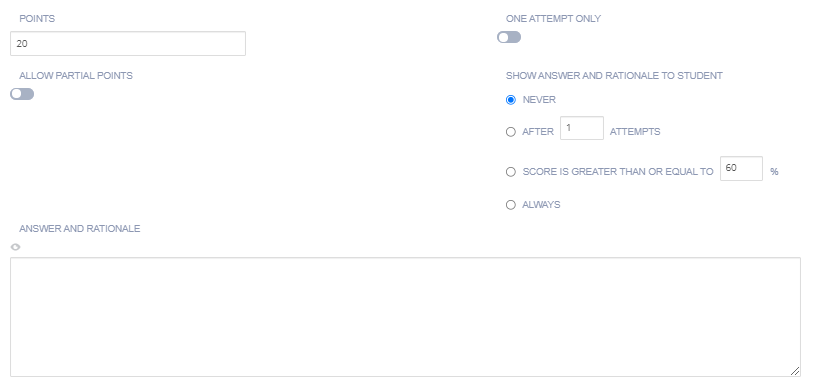 POINTS
20
ONE ATTEMPT ONLY
ALLOW PARTIAL POINTS
SHOW ANSWER AND RATIONALE TO STUDENT
NEVER
AFTER 1 ATTEMPTS
SCORE IS GREATER THAN OR EQUAL TO 60 %
ALWAYS
ANSWER AND RATIONALE